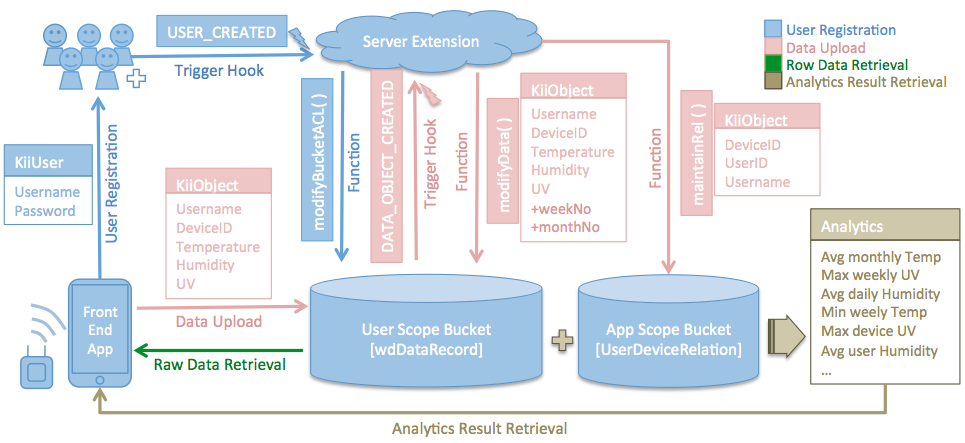 USER_CREATED
Trigger Hook
Server Extension
User Registration
Data Upload
Raw Data Retrieval
Analytics Result Retrieval
User Registration
KiiUser
Username
Password
KiiObject
Username
DeviceID
Temperature
Humidity
UV
modifyBucketACL( )
Function
DATA_OBJECT_CREATED
Trigger Hook
Function
modifyData( )
KiiObject
Username
DeviceID
Temperature
Humidity
UV
+weekNo
+monthNo
Function
maintainRel ( )
KiiObject
DeviceID
UserID
Username
Analytics
Avg monthly Temp
Max weekly UV
Avg daily Humidity
Min weely Temp
Max device UV
Avg user Humidity
...
Front
End
App
Data Upload
Raw Data Retrieval
User Scope Bucket
[wdDataRecord]
App Scope Bucket
[UserDeviceRelation]
Analytics Result Retrieval